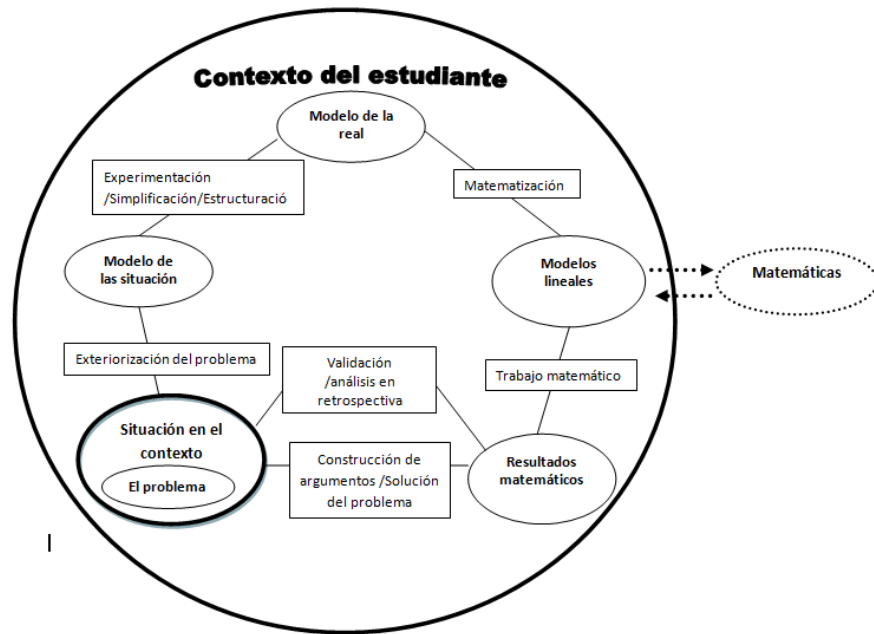 Contexto del estudiante
Modelo de la
real
Experimentación
/Simplificación/Estructuració
Matematización
Modelo de
las situación
Modelos
lineales
Matemáticas
Exteriorización del problema
Validación
/análisis en
retrospectiva
Trabajo matemático
Situación en el
contexto
El problema
Construcción de
argumentos /Solución
del problema
Resultados
matemáticos